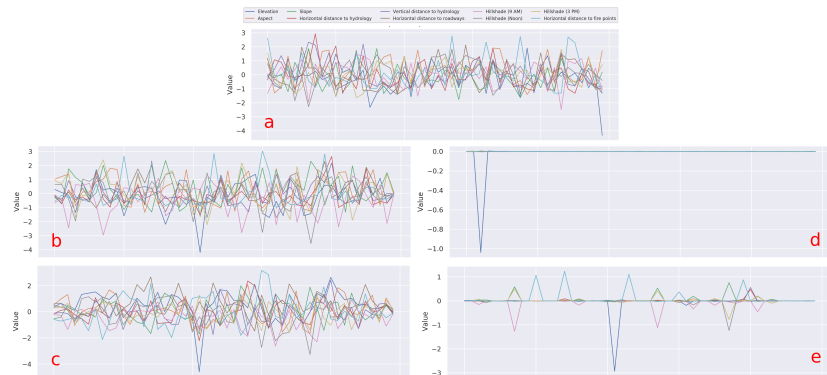 Elevation Slope Vertical distance to hydrology Hillshade (9 AM) Hillshade (3 PM)
Aspect Horizontal distance to hydrology Horizontal distance to roadways Hillshade (Noon) Horizontal distance to fire points
3
2
1
0
−1
−2
−3
−4
Value
a
3
2
1
0
−1
−2
−3
−4
Value
b
0.0
−0.2
−0.4
−0.6
−0.8
−1.0
Value
d
2
0
−2
−4
Value
c
1
0
−1
−2
−3
Value
e